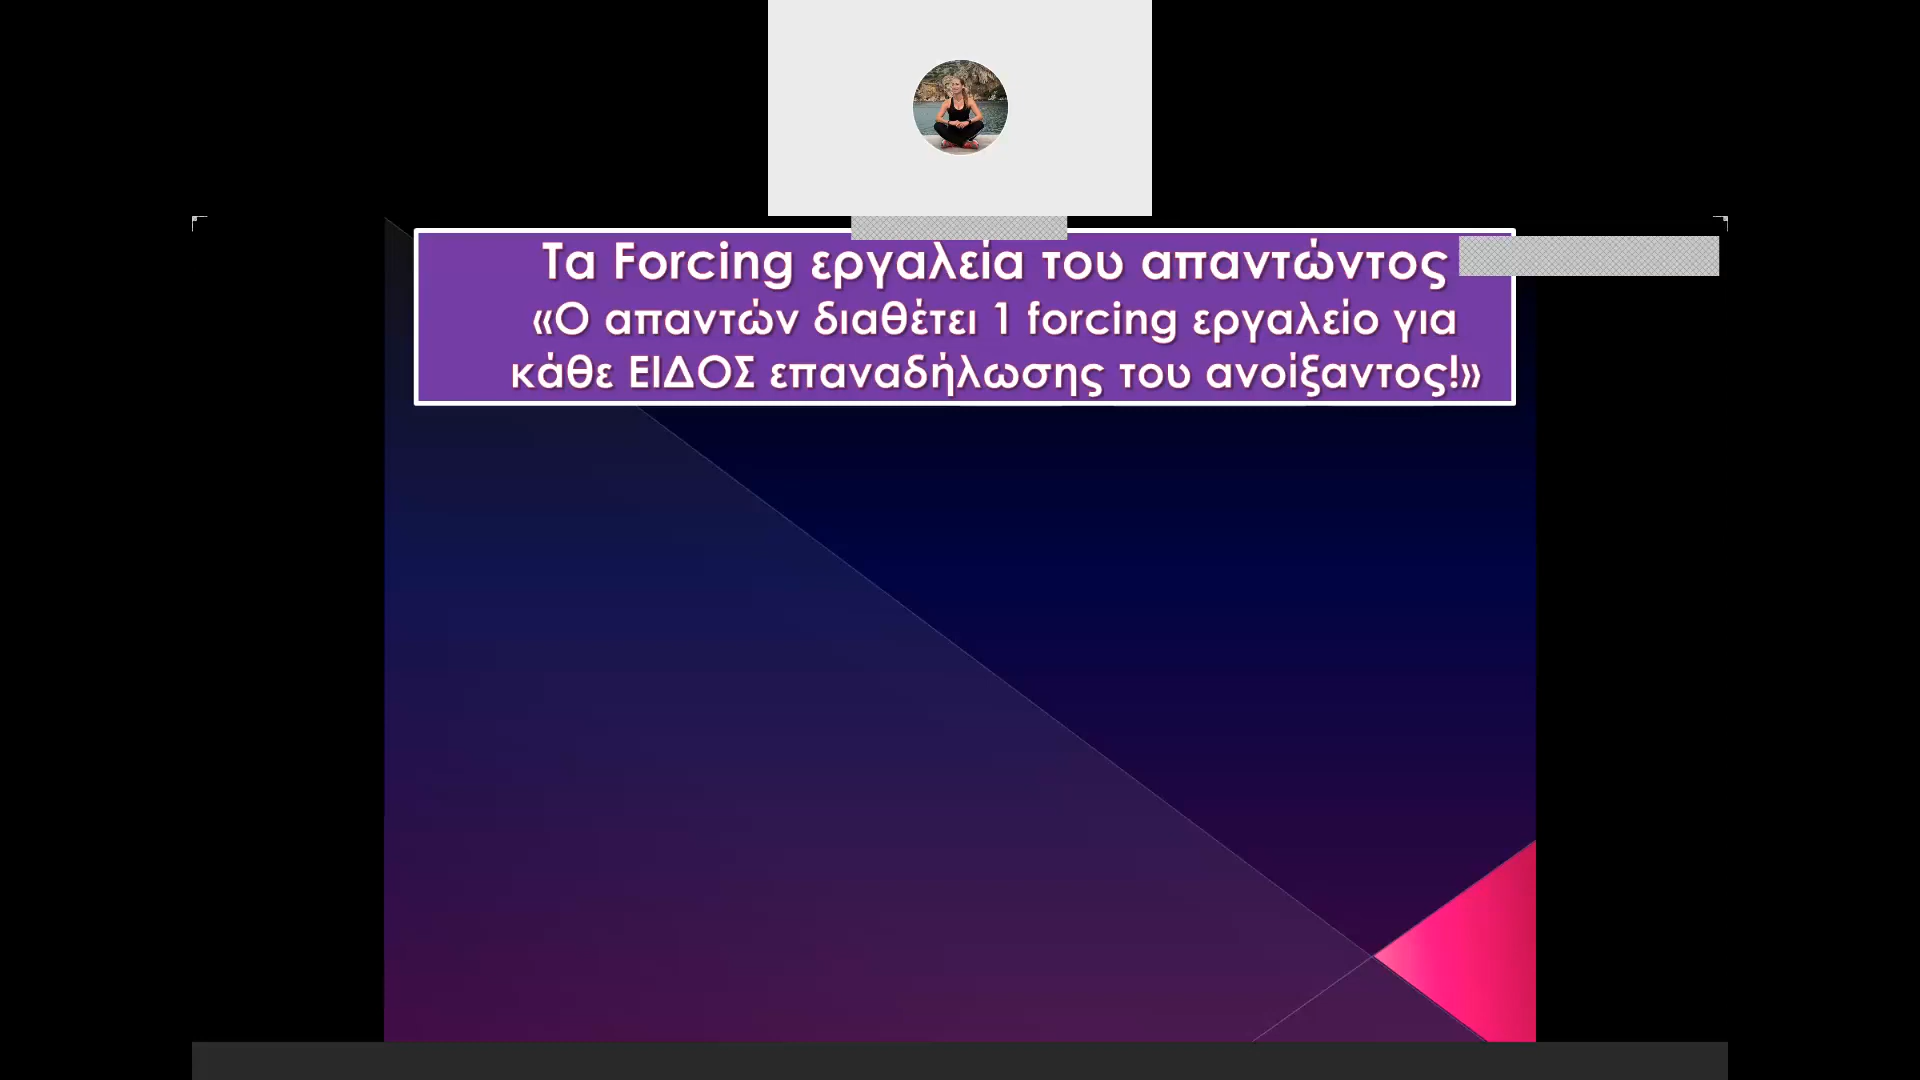 Τα Forcing εργαλεία του απαντώντος
«Ο απαντών διαθέτει 1 forcing εργαλείο για
κάθε ΕΙΔΟΣ επαναδήλωσης του ανοίξαντος!»